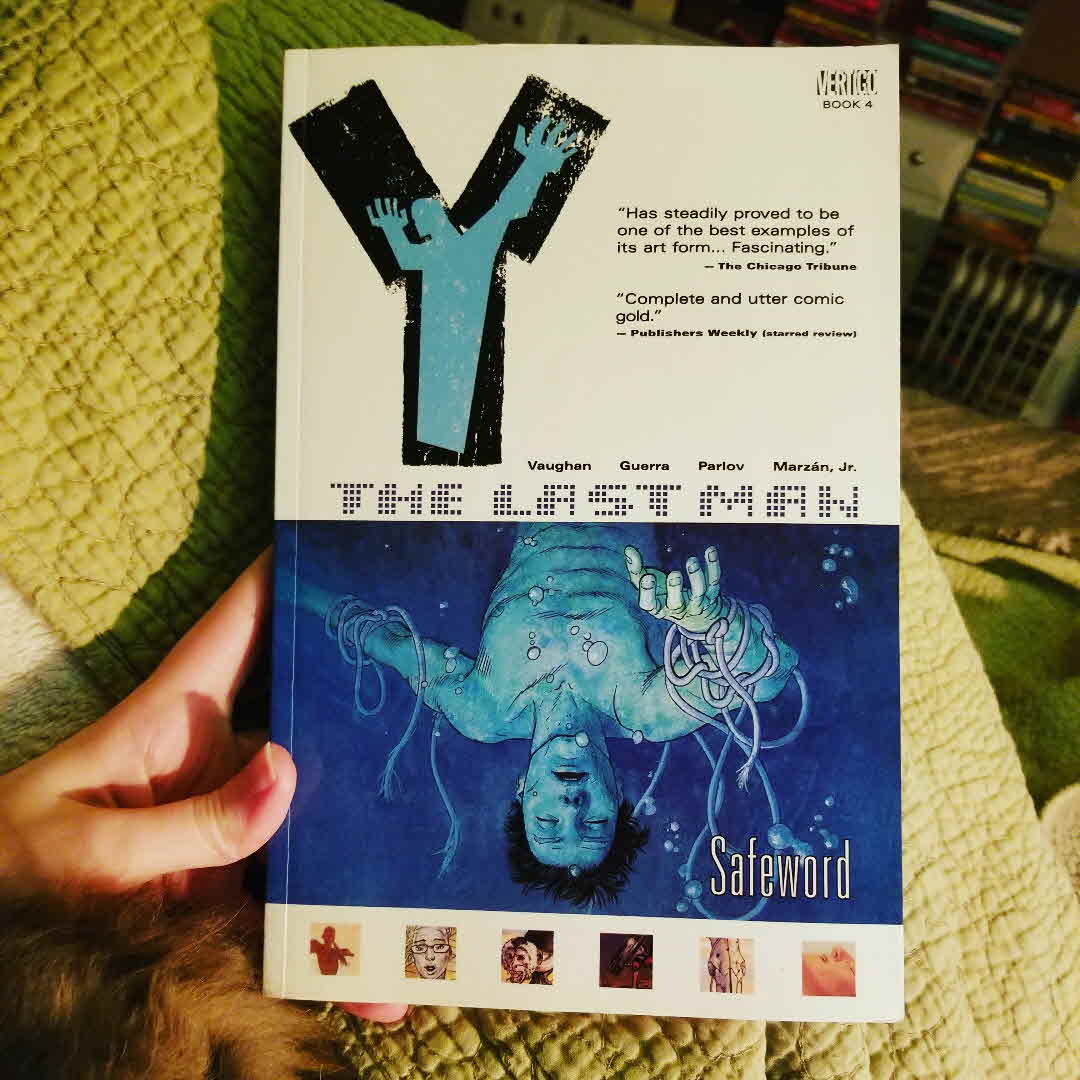 Y
VERTIGO
BOOK 4
“Has steadily proved to be
one of the best examples of
its art form... Fascinating.”
— The Chicago Tribune
“Complete and utter comic
gold.”
— Publishers Weekly (starred review)
Vaughan Guerra Parlov Marzán, Jr.
THE LAST MAN
Safeword